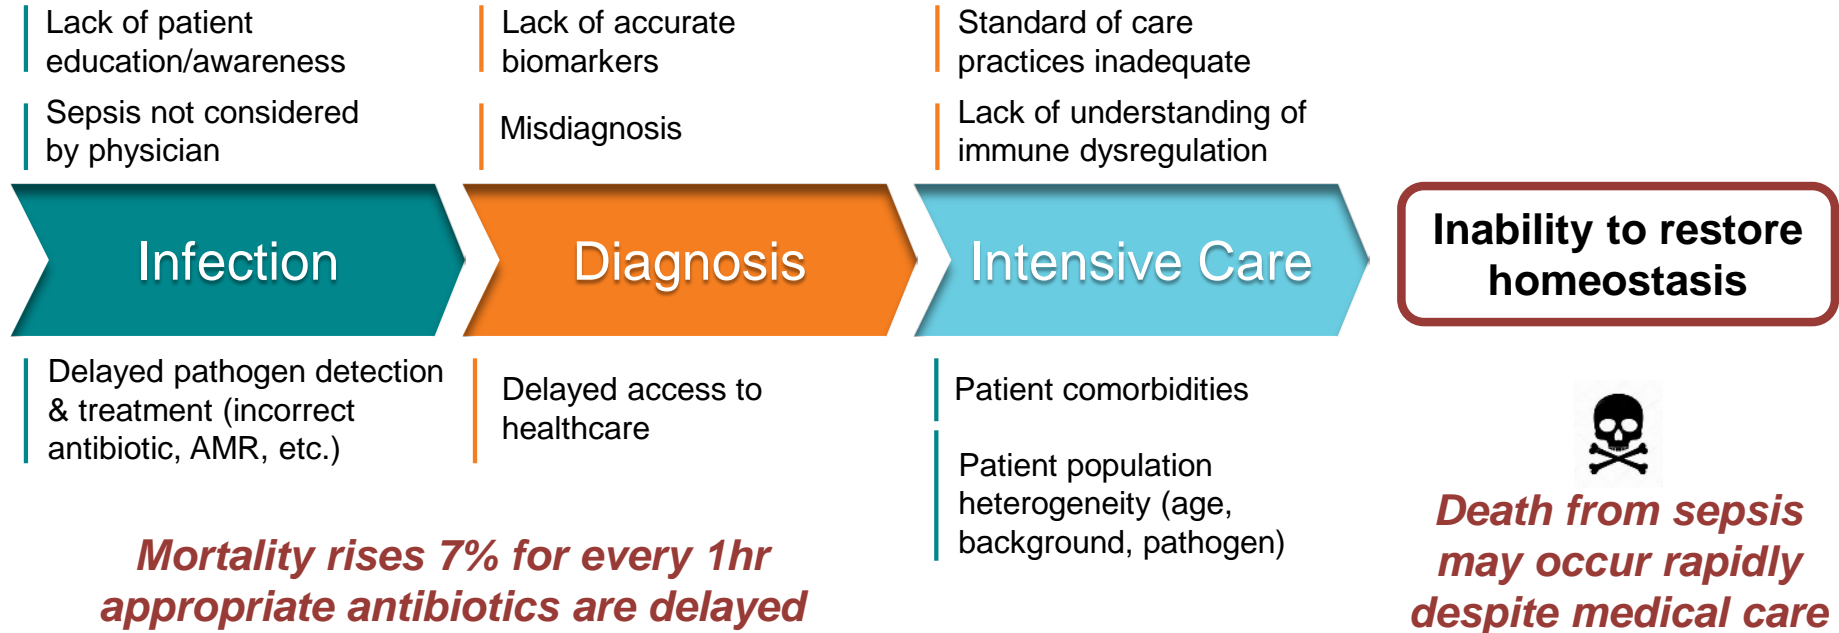 Lack of patient
education/awareness
Sepsis not considered
by physician
Lack of accurate
biomarkers
Misdiagnosis
Standard of care
practices inadequate
Lack of understanding of
immune dysregulation
Infection
Diagnosis
Intensive Care
Inability to restore
homeostasis
Delayed pathogen detection
& treatment (incorrect
antibiotic, AMR, etc.)
Delayed access to
healthcare
Patient comorbidities
Patient population
heterogeneity (age,
background, pathogen)
Mortality rises 7% for every 1hr
appropriate antibiotics are delayed
Death from sepsis
may occur rapidly
despite medical care